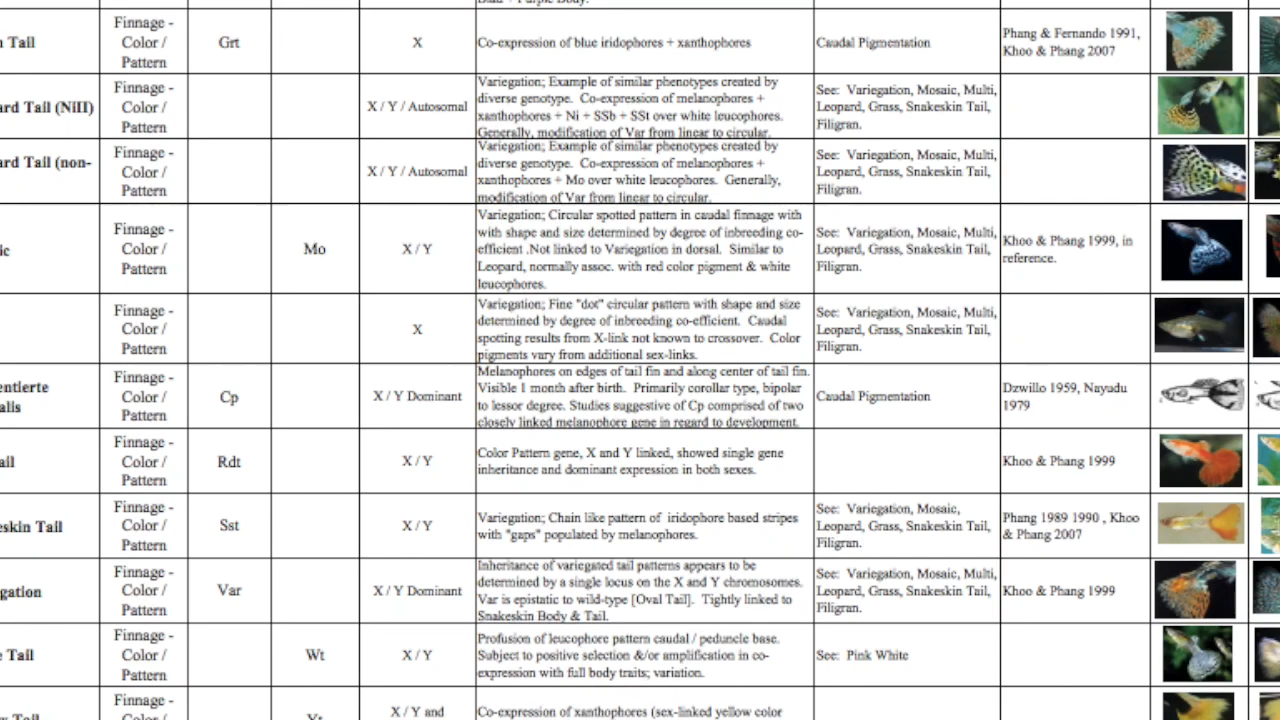 n Tail
Finnage -
Color /
Pattern
Grt
X
Co-expression of blue iridophores + xanthophores
Caudal Pigmentation
Phang & Fernando 1991,
Khoo & Phang 2007
ard Tail (NiII)
Finnage -
Color /
Pattern
X / Y / Autosomal
Variegation; Example of similar phenotypes created by
diverse genotype. Co-expression of melanophores +
xanthophores + Ni + SSb + SSt over white leucophores.
Generally, modification of Var from linear to circular.
See: Variegation, Mosaic, Multi,
Leopard, Grass, Snakeskin Tail,
Filigran.
ard Tail (non-
Finnage -
Color /
Pattern
X / Y / Autosomal
Variegation; Example of similar phenotypes created by
diverse genotype. Co-expression of melanophores +
xanthophores + Mo over white leucophores. Generally,
modification of Var from linear to circular.
See: Variegation, Mosaic, Multi,
Leopard, Grass, Snakeskin Tail,
Filigran.
ic
Finnage -
Color /
Pattern
Mo
X / Y
Variegation; Circular spotted pattern in caudal finnage with
with shape and size determined by degree of inbreeding co-
efficient .Not linked to Variegation in dorsal. Similar to
Leopard, normally assoc. with red color pigment & white
leucophores.
See: Variegation, Mosaic, Multi,
Leopard, Grass, Snakeskin Tail,
Filigran.
Khoo & Phang 1999, in
reference.
Finnage -
Color /
Pattern
X
Variegation; Fine "dot" circular pattern with shape and size
determined by degree of inbreeding co-efficient. Caudal
spotting results from X-link not known to crossover. Color
pigments vary from additional sex-links.
See: Variegation, Mosaic, Multi,
Leopard, Grass, Snakeskin Tail,
Filigran.
entierte
alls
Finnage -
Color /
Pattern
Cp
X / Y Dominant
Melanophores on edges of tail fin and along center of tail fin.
Visible 1 month after birth. Primarily corollar type, bipolar
to lessor degree. Studies suggestive of Cp comprised of two
closely linked melanophore gene in regard to development.
Caudal Pigmentation
Dzwillo 1959, Nayudu
1979
ail
Finnage -
Color /
Pattern
Rdt
X / Y
Color Pattern gene, X and Y linked, showed single gene
inheritance and dominant expression in both sexes.
Khoo & Phang 1999
eskin Tail
Finnage -
Color /
Pattern
Sst
X / Y
Variegation; Chain like pattern of iridophore based stripes
with "gaps" populated by melanophores.
See: Variegation, Mosaic,
Leopard, Grass, Snakeskin Tail,
Filigran.
Phang 1989 1990 , Khoo
& Phang 2007
gation
Finnage -
Color /
Pattern
Var
X / Y Dominant
Inheritance of variegated tail patterns appears to be
determined by a single locus on the X and Y chromosomes.
Var is epistatic to wild-type [Oval Tail]. Tightly linked to
Snakeskin Body & Tail.
See: Variegation, Mosaic, Multi,
Leopard, Grass, Snakeskin Tail,
Filigran.
Khoo & Phang 1999
e Tail
Finnage -
Color /
Pattern
Wt
X / Y
Profusion of leucophore pattern caudal / peduncle base.
Subject to positive selection &/or amplification in co-
expression with full body traits; variation.
See: Pink White
w Tail
Finnage -
Color /
X / Y and
Co-expression of xanthophores (sex-linked yellow color